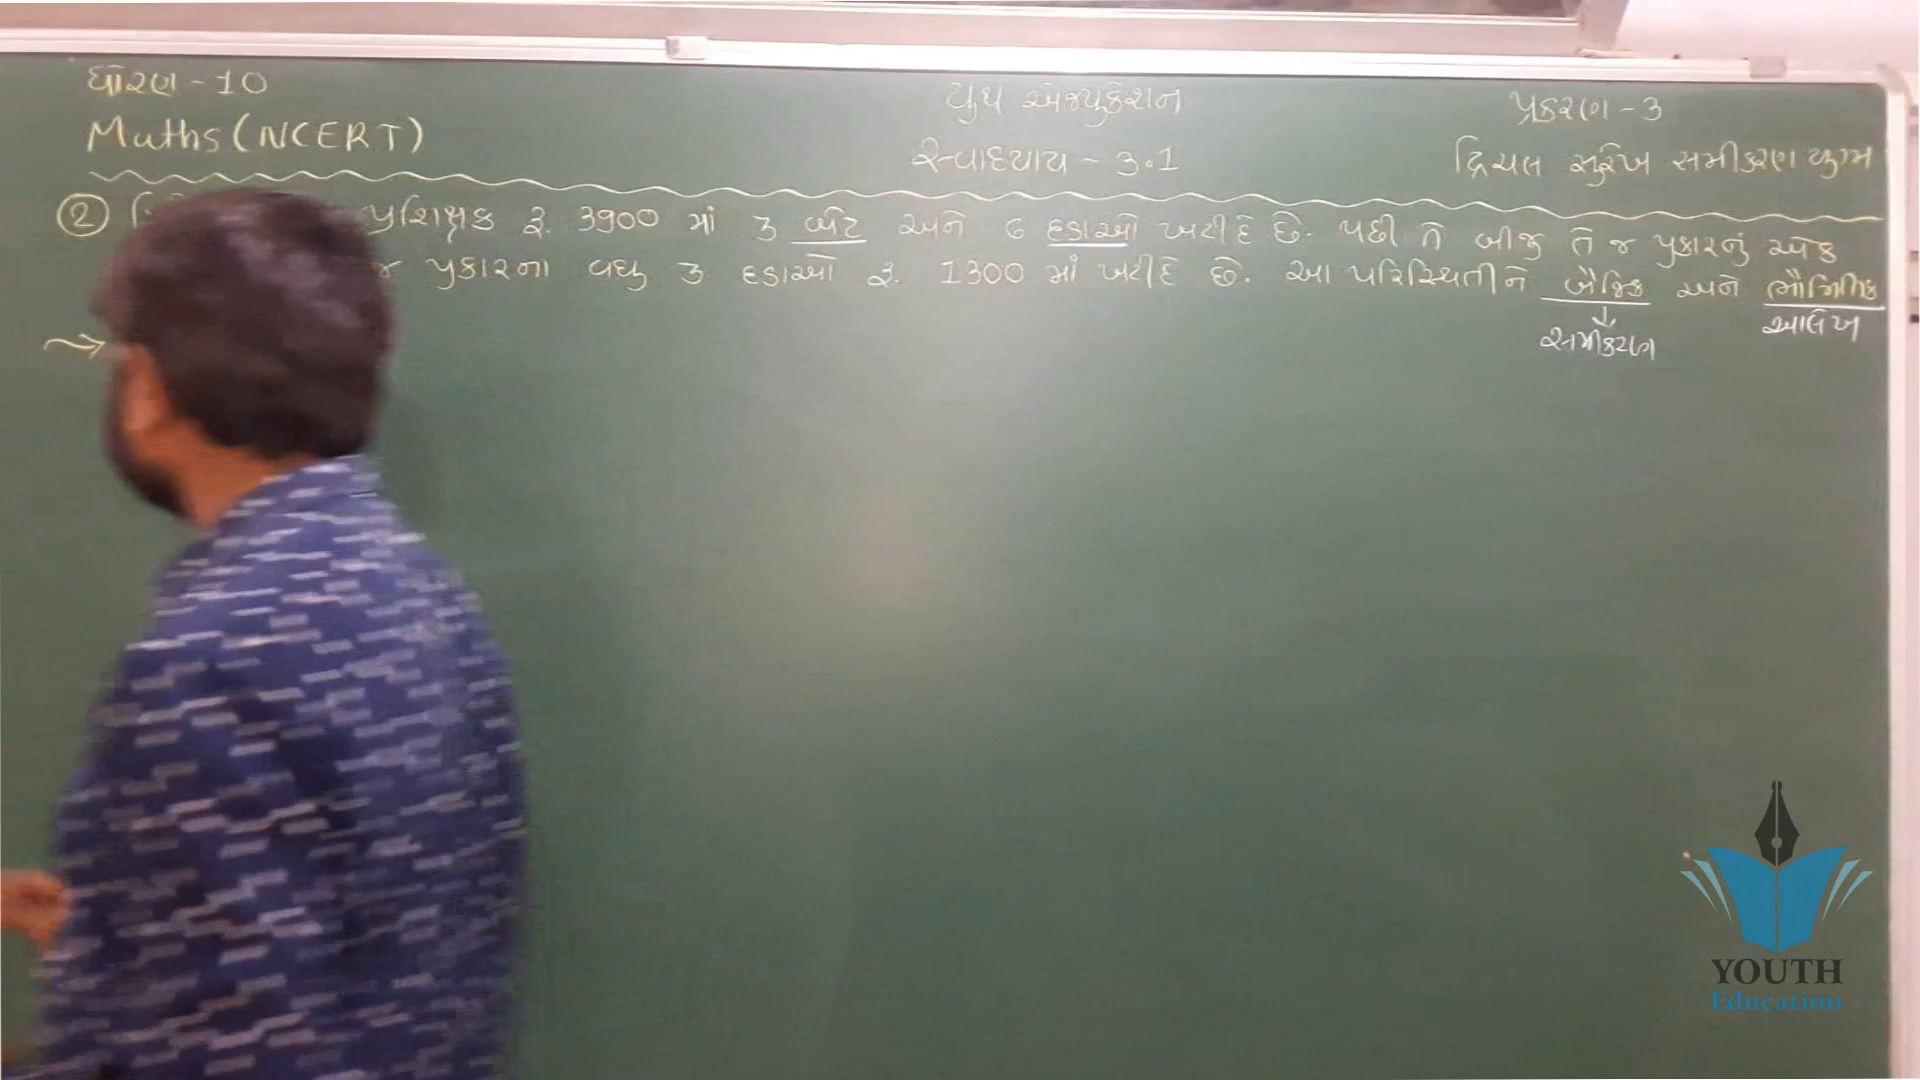 ધોરણ - 10
Maths (NCERT)
યુથ એજ્યુકેશન
સ્વાધ્યાય - 3.1
પ્રકરણ - 3
દ્વિચલ સુરેખ સમીકરણ યુગ્મ
2 પ્રશિક્ષક રૂ. 3900 માં 3 બેટ અને 6 દડાઓ ખરીદે છે. પછી તે બીજુ તે જ પ્રકારનું એક
જ પ્રકારના વધુ 3 દડાઓ રૂ. 1300 માં ખરીદે છે. આ પરિસ્થિતીને બૈજિક અને ભૌમિતિક
સમીકરણ
આલેખ
YOUTH
Education